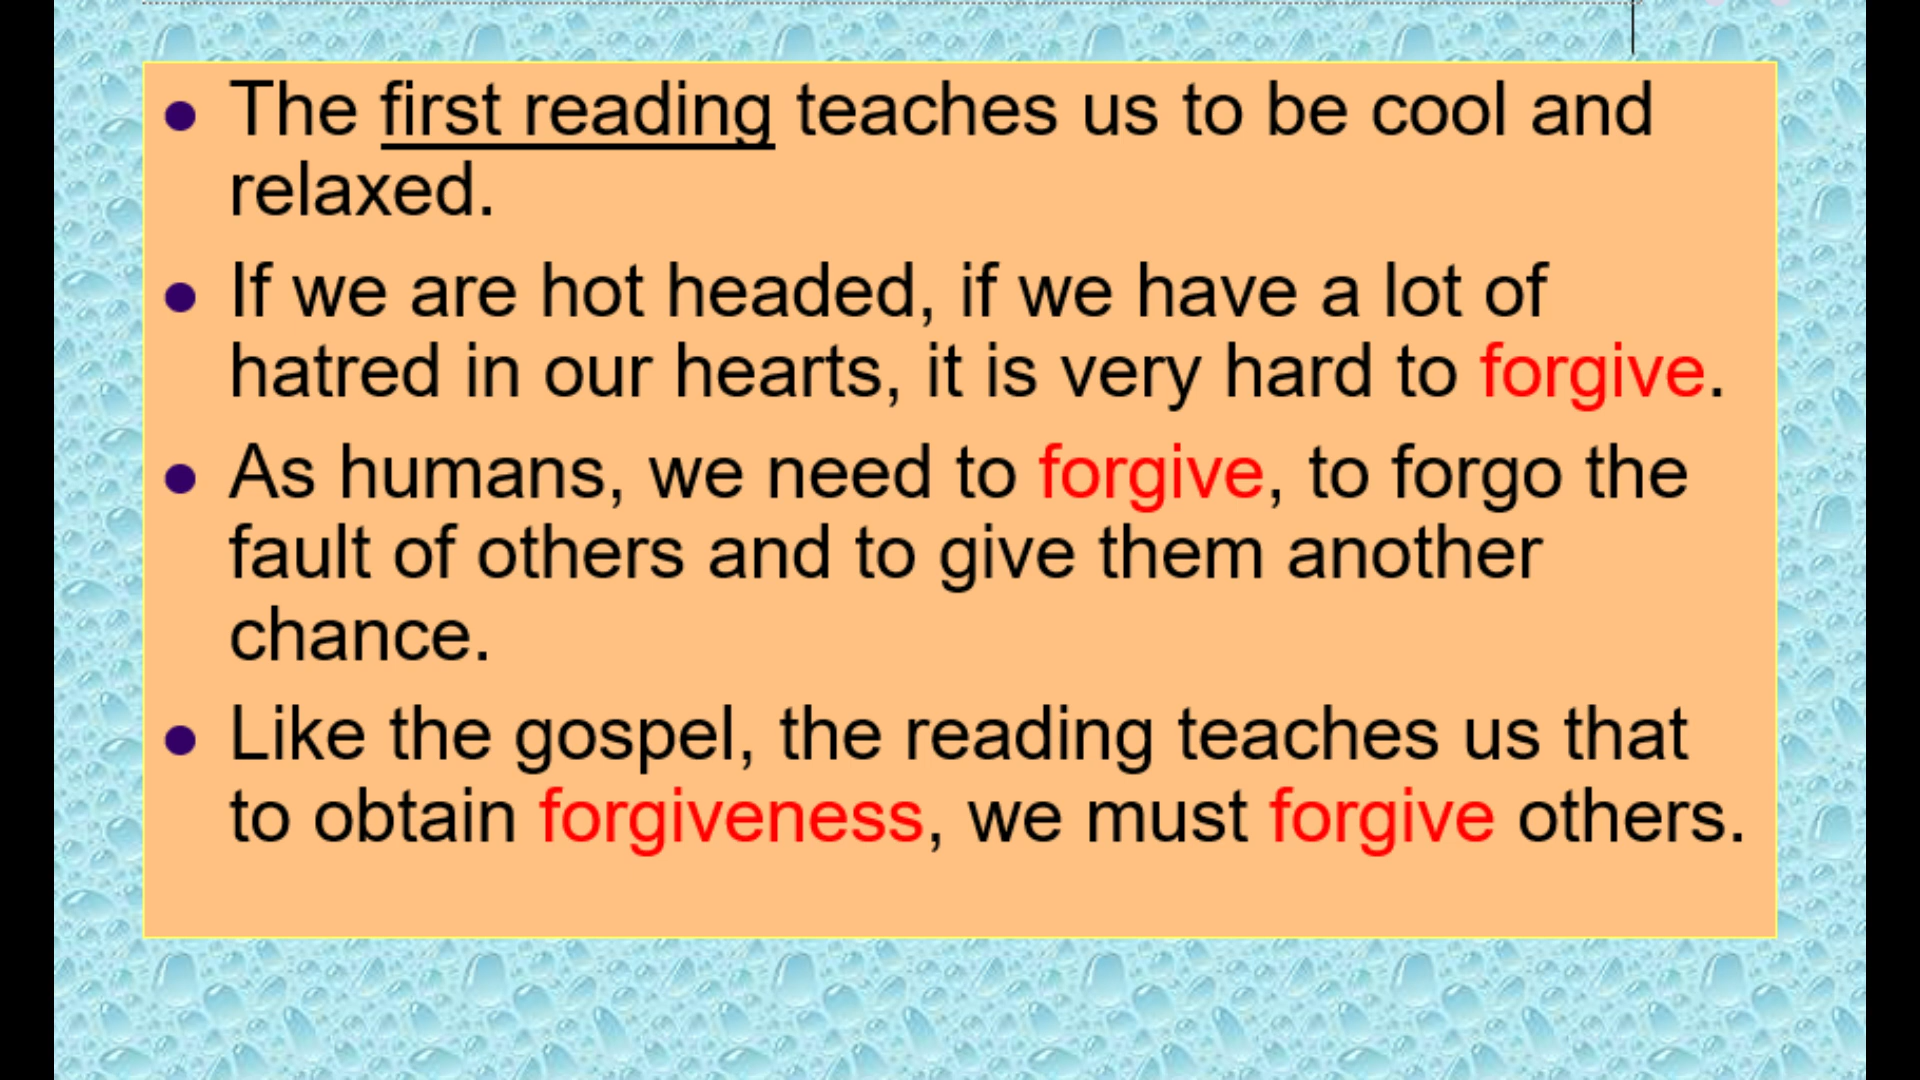 ● The first reading teaches us to be cool and
relaxed.
● If we are hot headed, if we have a lot of
hatred in our hearts, it is very hard to forgive.
● As humans, we need to forgive, to forgo the
fault of others and to give them another
chance.
● Like the gospel, the reading teaches us that
to obtain forgiveness, we must forgive others.